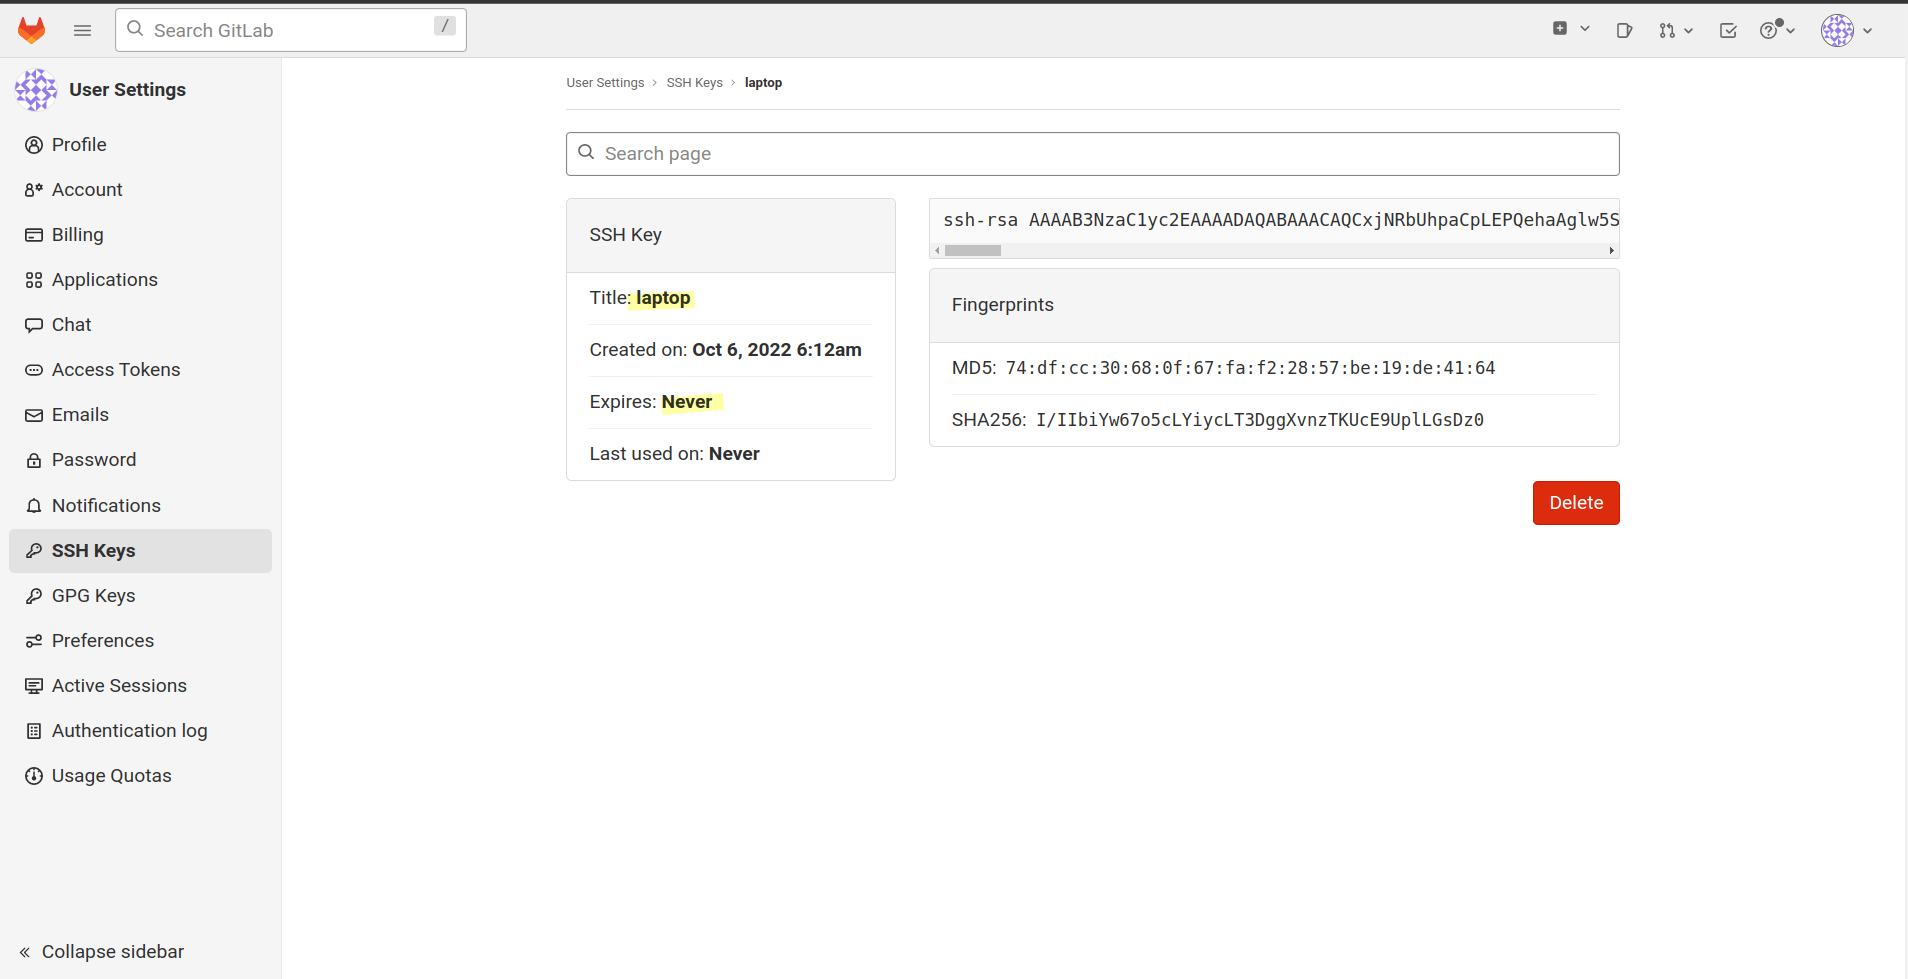 Search GitLab
/
User Settings
Profile
Account
Billing
Applications
Chat
Access Tokens
Emails
Password
Notifications
SSH Keys
GPG Keys
Preferences
Active Sessions
Authentication log
Usage Quotas
« Collapse sidebar
User Settings › SSH Keys › laptop
Search page
SSH Key
Title: laptop
Created on: Oct 6, 2022 6:12am
Expires: Never
Last used on: Never
ssh-rsa AAAAB3NzaC1yc2EAAAADAQABAAACAQCxjNRbUhpaCpLEPQehaAglw5S
Fingerprints
MD5: 74:df:cc:30:68:0f:67:fa:f2:28:57:be:19:de:41:64
SHA256: I/IIbiYw67o5cLYiycLT3DggXvnzTKUcE9UplLGsDz0
Delete